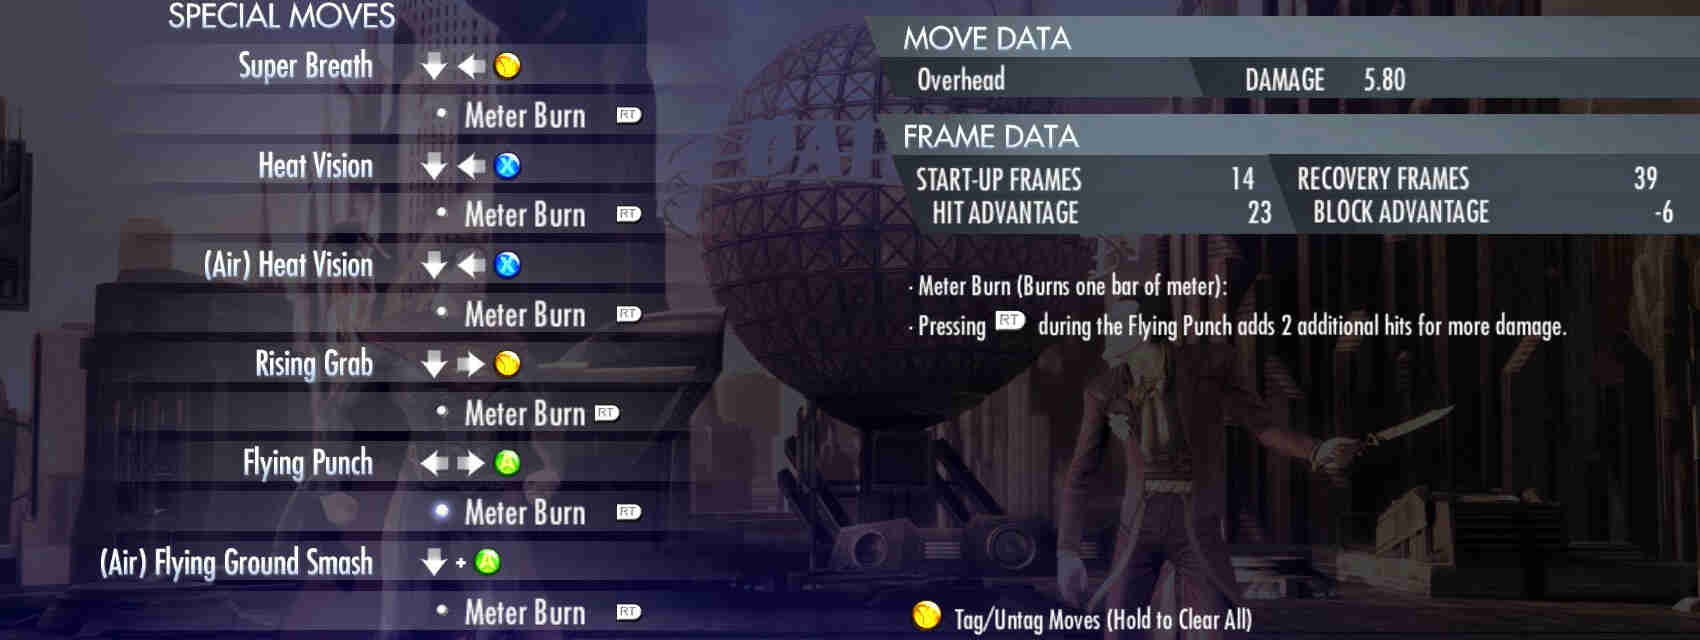 SPECIAL MOVES
Super Breath Y
Meter Burn RT
Heat Vision X
Meter Burn RT
(Air) Heat Vision X
Meter Burn RT
Rising Grab Y
Meter Burn RT
Flying Punch A
Meter Burn RT
(Air) Flying Ground Smash + A
Meter Burn RT
MOVE DATA
Overhead DAMAGE 5.80
FRAME DATA
START-UP FRAMES 14 RECOVERY FRAMES 39
HIT ADVANTAGE 23 BLOCK ADVANTAGE -6
· Meter Burn (Burns one bar of meter):
· Pressing RT during the Flying Punch adds 2 additional hits for more damage.
Y Tag/Untag Moves (Hold to Clear All)